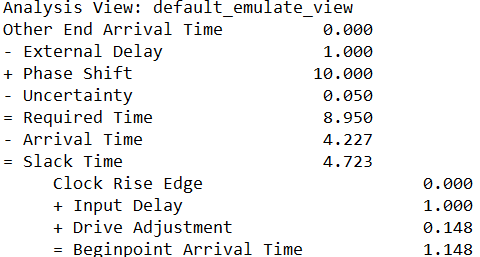 Analysis View: default_emulate_view
Other End Arrival Time 0.000
- External Delay 1.000
+ Phase Shift 10.000
- Uncertainty 0.050
= Required Time 8.950
- Arrival Time 4.227
= Slack Time 4.723
Clock Rise Edge 0.000
+ Input Delay 1.000
+ Drive Adjustment 0.148
= Beginpoint Arrival Time 1.148